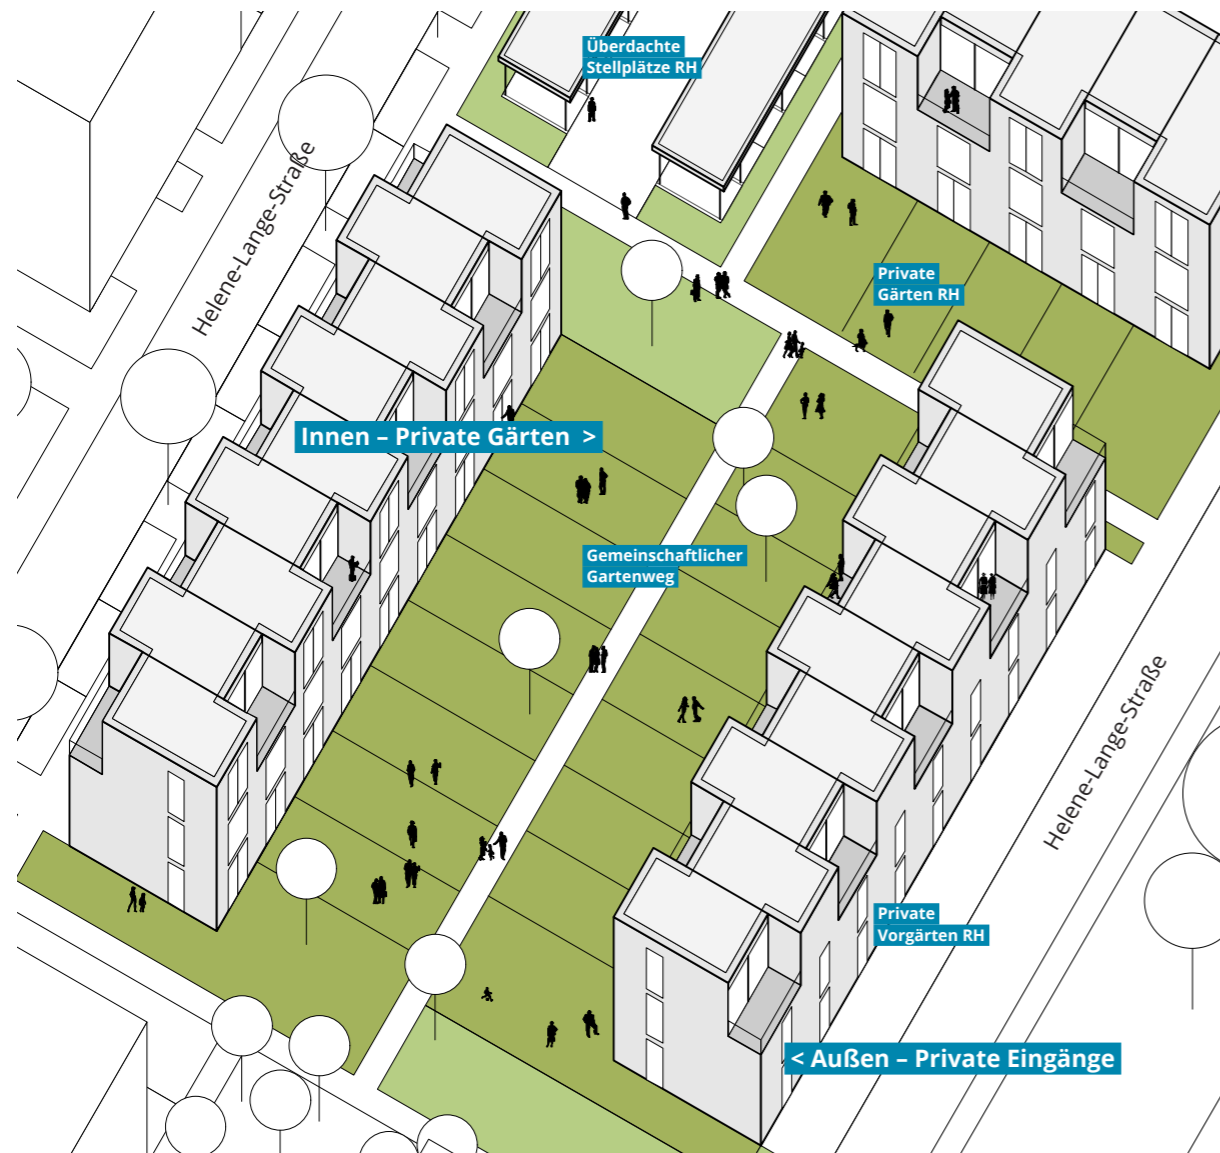 Überdachte
Stellplätze RH
Helene-Lange-Straße
Private
Gärten RH
Innen – Private Gärten >
Gemeinschaftlicher
Gartenweg
Helene-Lange-Straße
Private
Vorgärten RH
< Außen – Private Eingänge